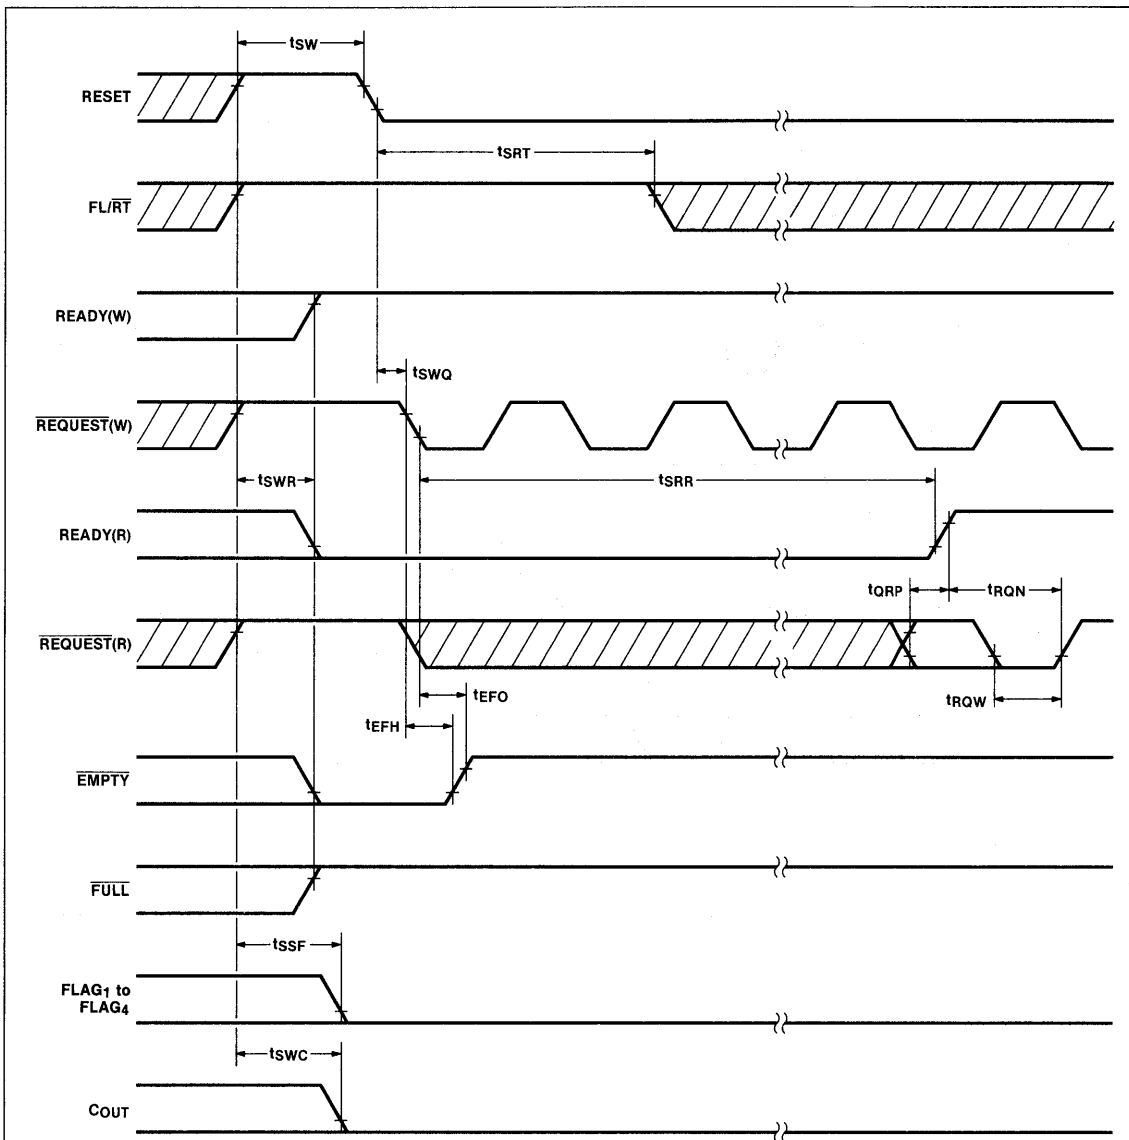 tSW
RESET
tSRT
FL/RT
READY(W)
tSWQ
REQUEST(W)
tSWR
tSRR
READY(R)
tQRP
tRQN
REQUEST(R)
tEFO
tRQW
tEFH
EMPTY
FULL
tSSF
FLAG1 to
FLAG4
tSWC
COUT